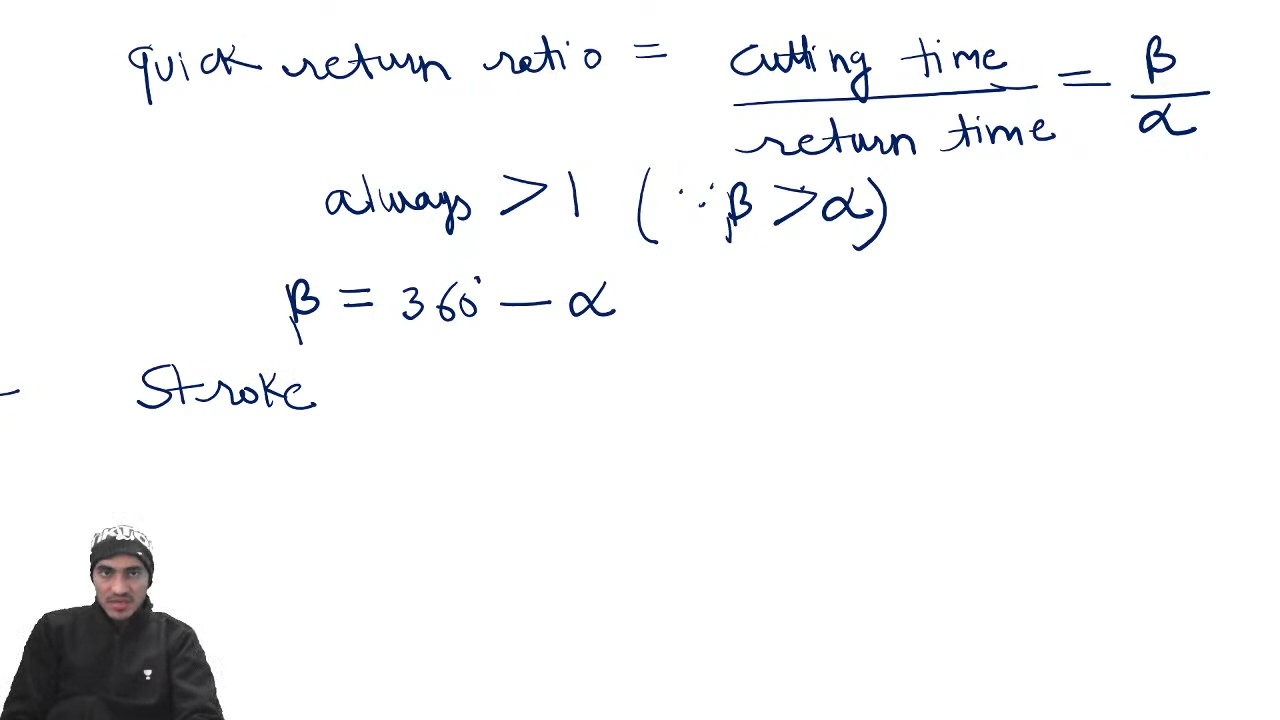 quick return ratio = cutting time / return time = β / α
always > 1 (∵ β > α)
β = 360° - α
- Stroke